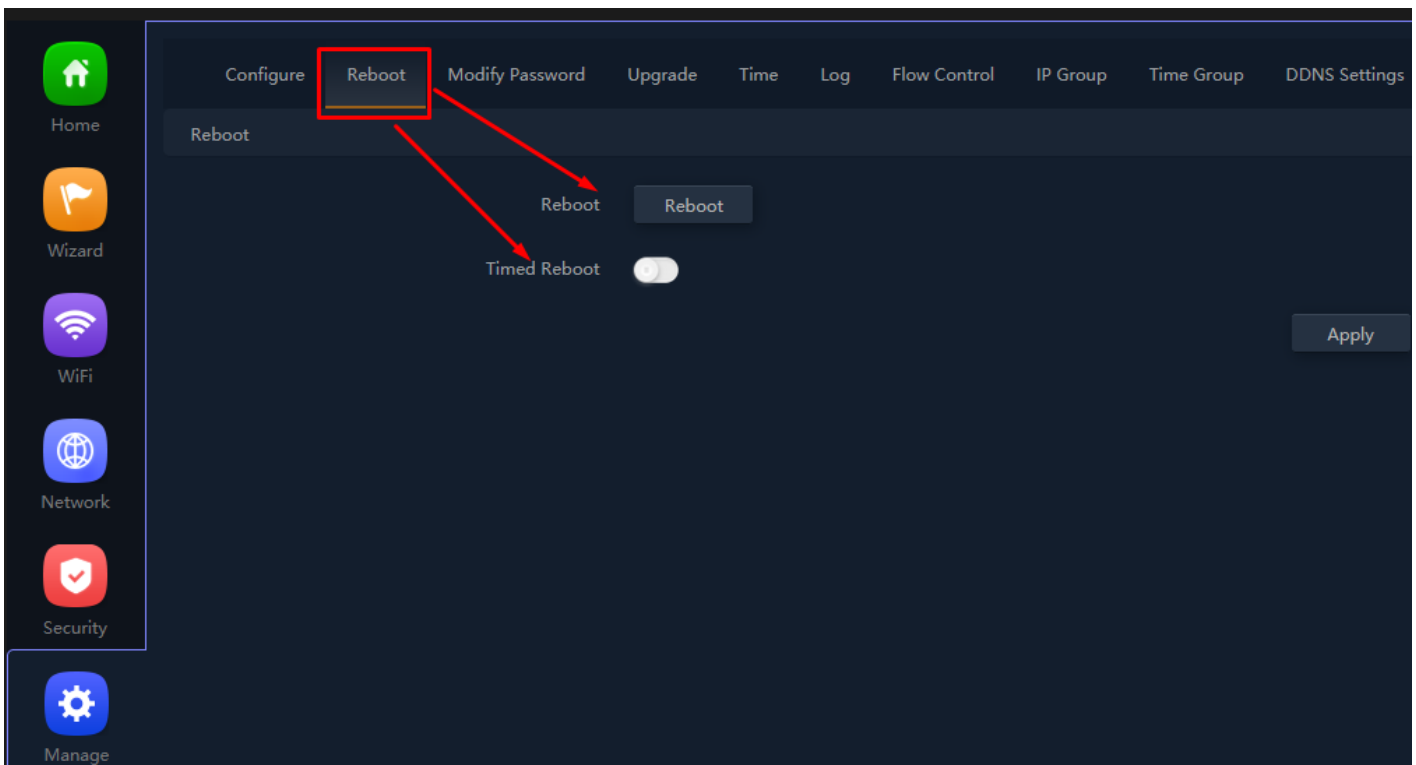 Configure Reboot Modify Password Upgrade Time Log Flow Control IP Group Time Group DDNS Settings
Home
Reboot
Reboot Reboot
Wizard
Timed Reboot
Apply
WiFi
Network
Security
Manage